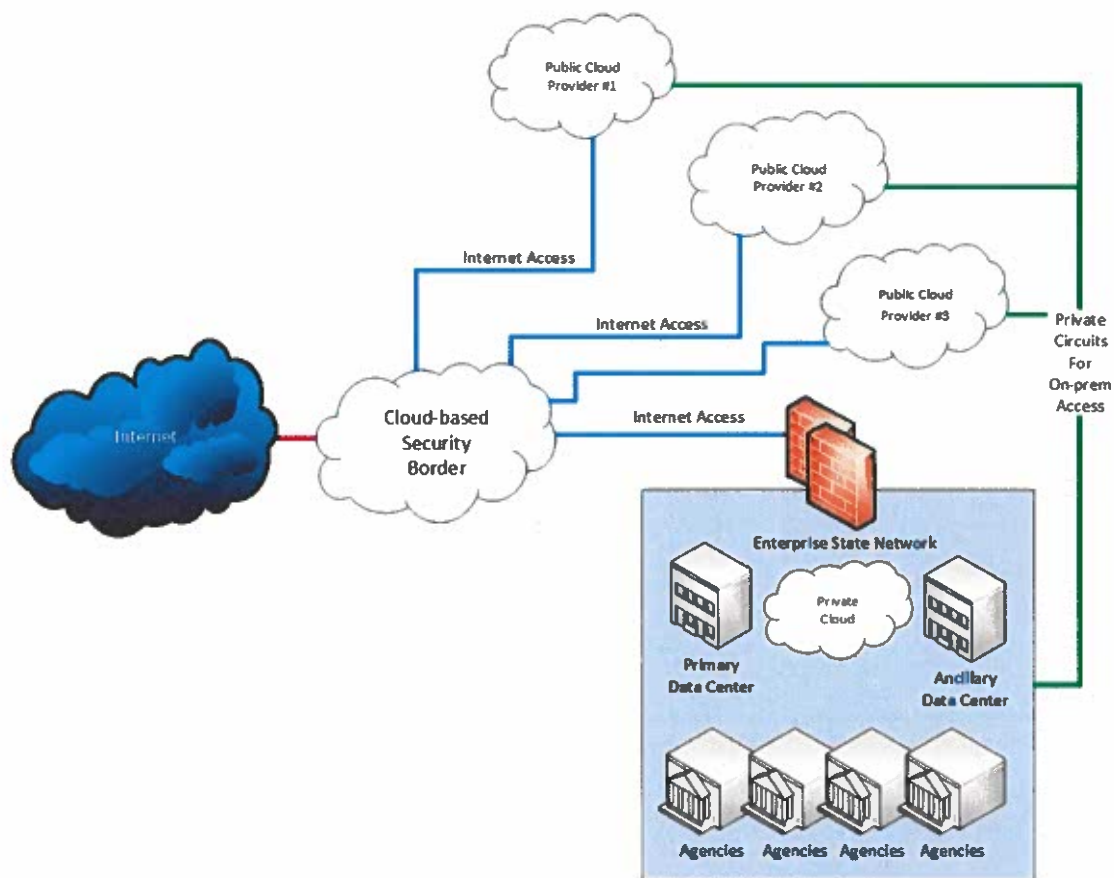 Public Cloud
Provider #1
Public Cloud
Provider #2
Internet Access
Public Cloud
Provider #3
Internet Access
Private
Circuits
For
On-prem
Access
Internet
Cloud-based
Security
Border
Internet Access
Enterprise State Network
Private
Cloud
Primary
Data Center
Ancillary
Data Center
Agencies
Agencies
Agencies
Agencies